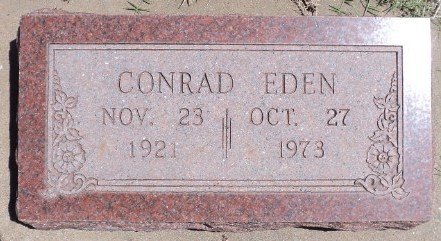 CONRAD EDEN
NOV. 23 OCT. 27
1921 1973